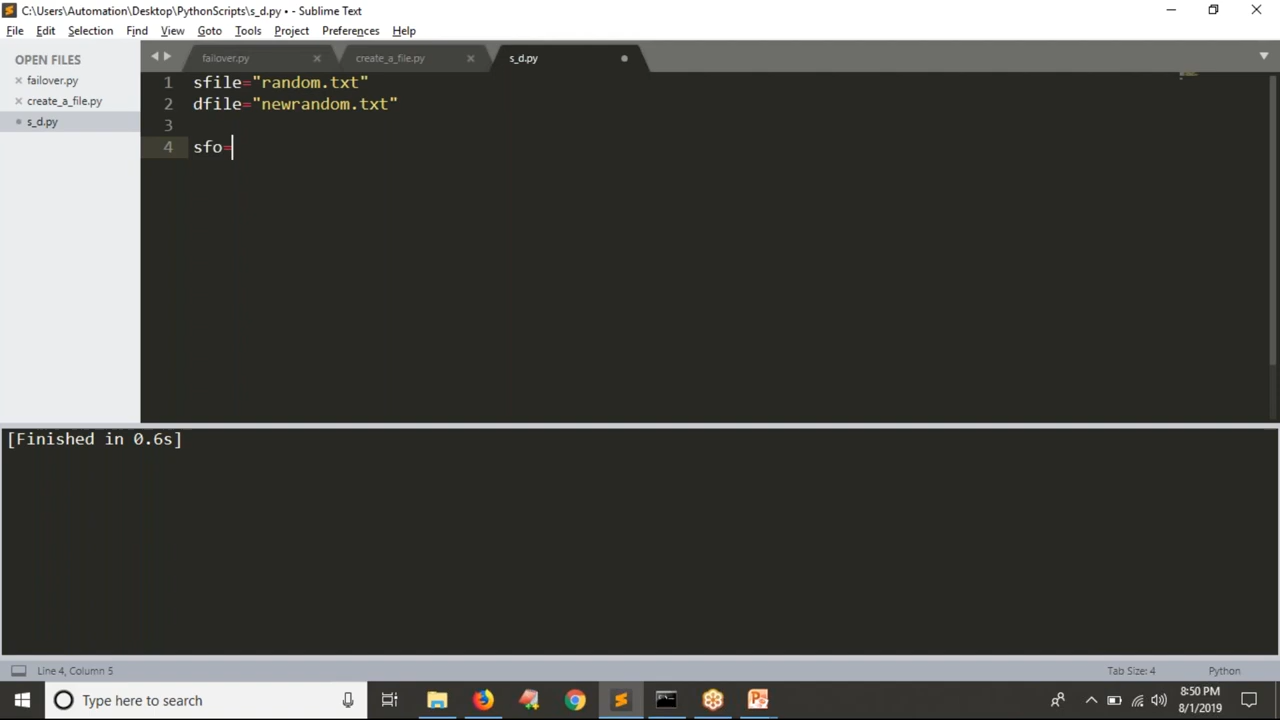 C:\Users\Automation\Desktop\PythonScripts\s_d.py • - Sublime Text
File Edit Selection Find View Goto Tools Project Preferences Help
OPEN FILES
failover.py
create_a_file.py
s_d.py
failover.py create_a_file.py s_d.py
1 sfile="random.txt"
2 dfile="newrandom.txt"
3
4 sfo=
[Finished in 0.6s]
Line 4, Column 5 Tab Size: 4 Python
Type here to search
8:50 PM
8/1/2019